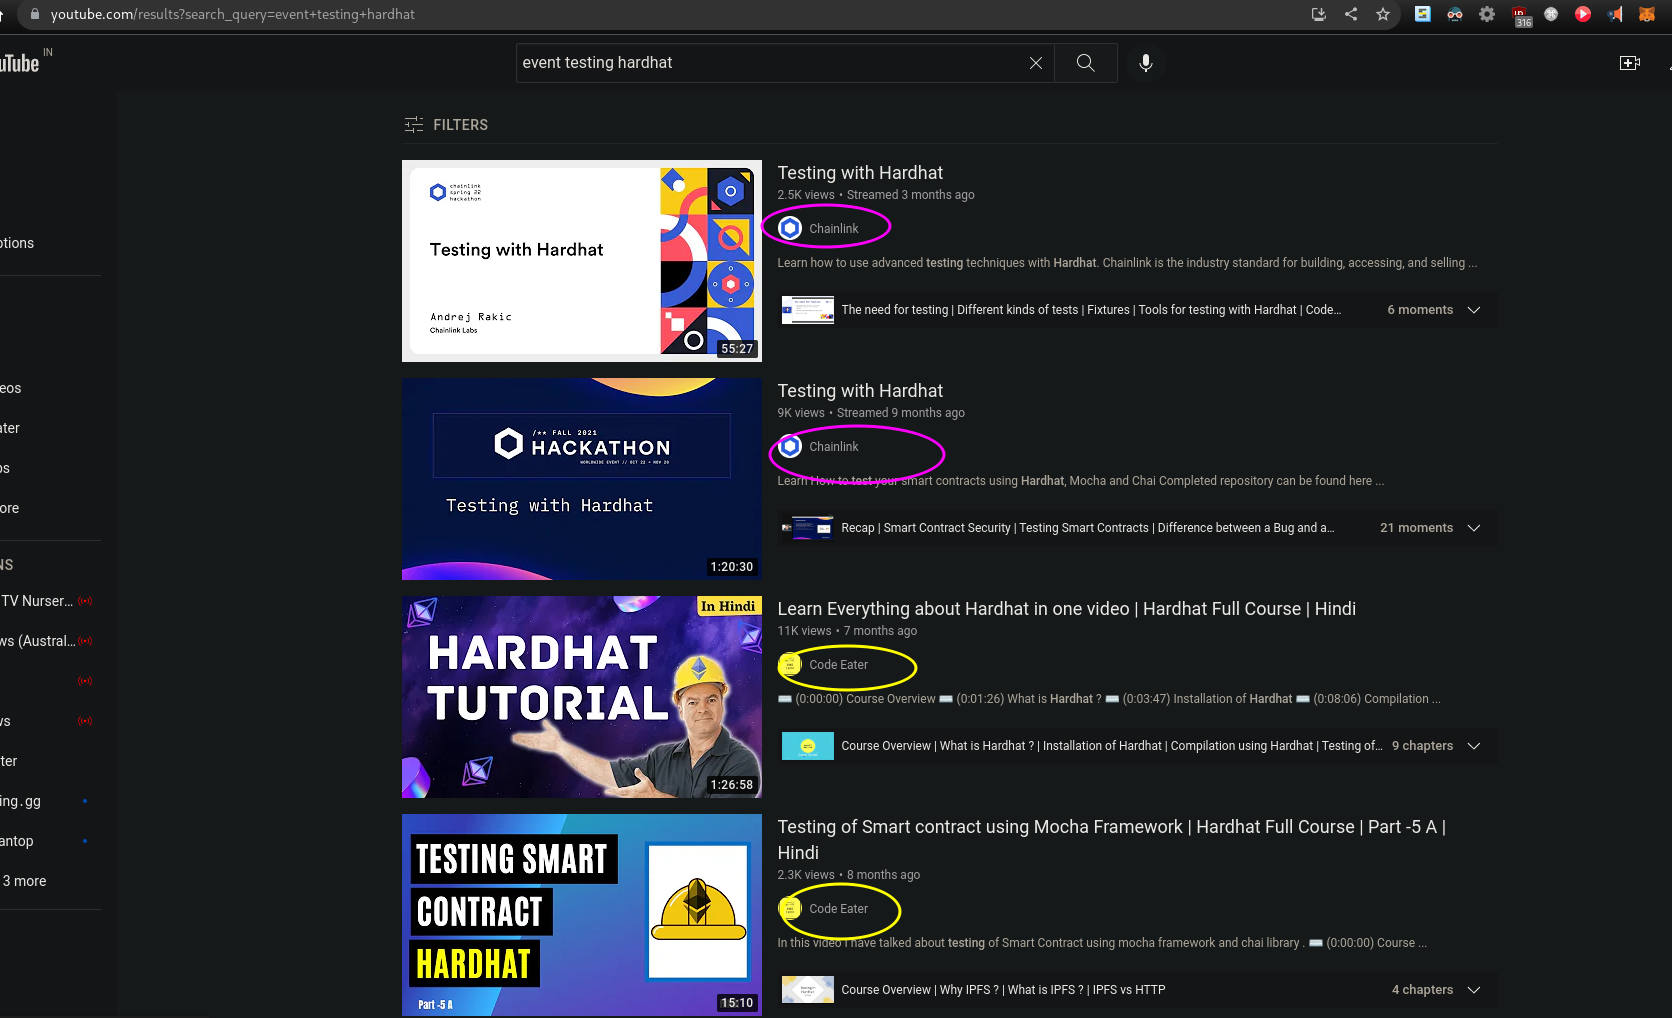 youtube.com/results?search_query=event+testing+hardhat
316
uTube IN
event testing hardhat
FILTERS
ptions
eos
ater
os
ore
NS
TV Nurser...
ws (Austral...
ws
ter
ing.gg
antop
3 more
chainlink
spring 22
hackathon
Testing with Hardhat
Andrej Rakic
Chainlink Labs
55:27
Testing with Hardhat
2.5K views • Streamed 3 months ago
Chainlink
Learn how to use advanced testing techniques with Hardhat. Chainlink is the industry standard for building, accessing, and selling ...
The need for testing | Different kinds of tests | Fixtures | Tools for testing with Hardhat | Code...
6 moments
/** FALL 2021
HACKATHON
WORLDWIDE EVENT // OCT 22 - NOV 28
Testing with Hardhat
1:20:30
Testing with Hardhat
9K views • Streamed 9 months ago
Chainlink
Learn How to test your smart contracts using Hardhat, Mocha and Chai Completed repository can be found here ...
Recap | Smart Contract Security | Testing Smart Contracts | Difference between a Bug and a...
21 moments
In Hindi
HARDHAT
TUTORIAL
1:26:58
Learn Everything about Hardhat in one video | Hardhat Full Course | Hindi
11K views • 7 months ago
Code Eater
⌨️ (0:00:00) Course Overview ⌨️ (0:01:26) What is Hardhat ? ⌨️ (0:03:47) Installation of Hardhat ⌨️ (0:08:06) Compilation ...
Course Overview | What is Hardhat ? | Installation of Hardhat | Compilation using Hardhat | Testing of...
9 chapters
TESTING SMART
CONTRACT
HARDHAT
Part -5 A
15:10
Testing of Smart contract using Mocha Framework | Hardhat Full Course | Part -5 A |
Hindi
2.3K views • 8 months ago
Code Eater
In this video I have talked about testing of Smart Contract using mocha framework and chai library . ⌨️ (0:00:00) Course ...
Course Overview | Why IPFS ? | What is IPFS ? | IPFS vs HTTP
4 chapters